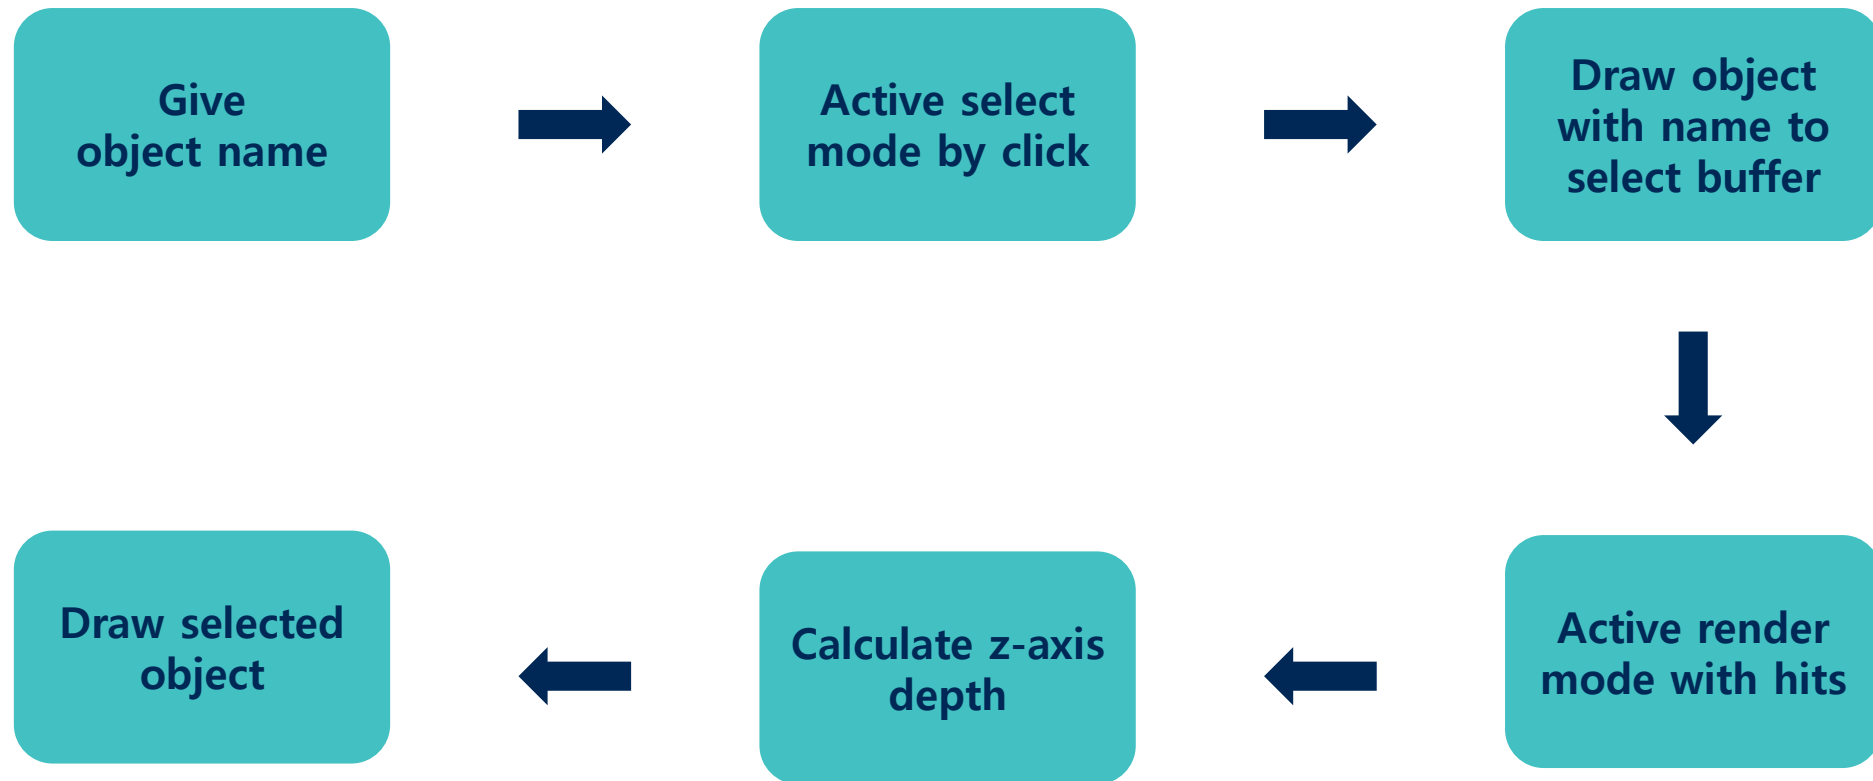 Give
object name
Active select
mode by click
Draw object
with name to
select buffer
Active render
mode with hits
Calculate z-axis
depth
Draw selected
object